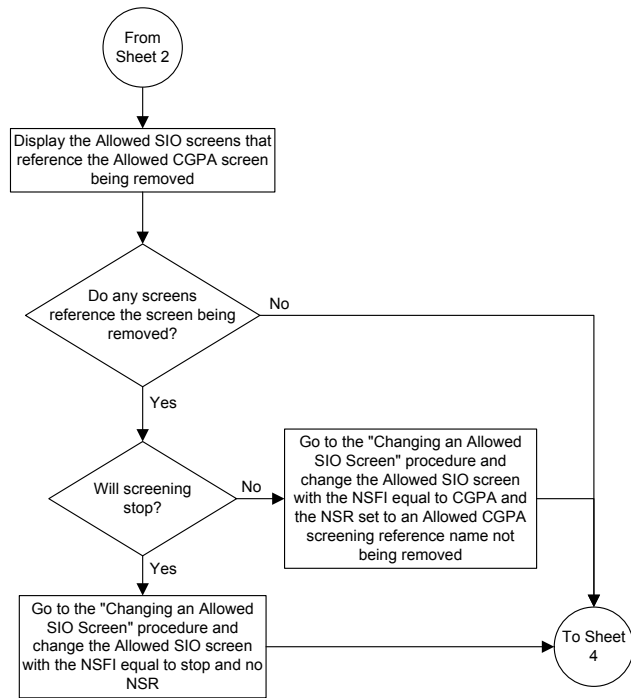 From
Sheet 2
Display the Allowed SIO screens that
reference the Allowed CGPA screen
being removed
Do any screens
reference the screen being
removed?
No
Yes
Will screening
stop?
No
Go to the "Changing an Allowed
SIO Screen" procedure and
change the Allowed SIO screen
with the NSFI equal to CGPA and
the NSR set to an Allowed CGPA
screening reference name not
being removed
Yes
Go to the "Changing an Allowed
SIO Screen" procedure and
change the Allowed SIO screen
with the NSFI equal to stop and no
NSR
To Sheet
4